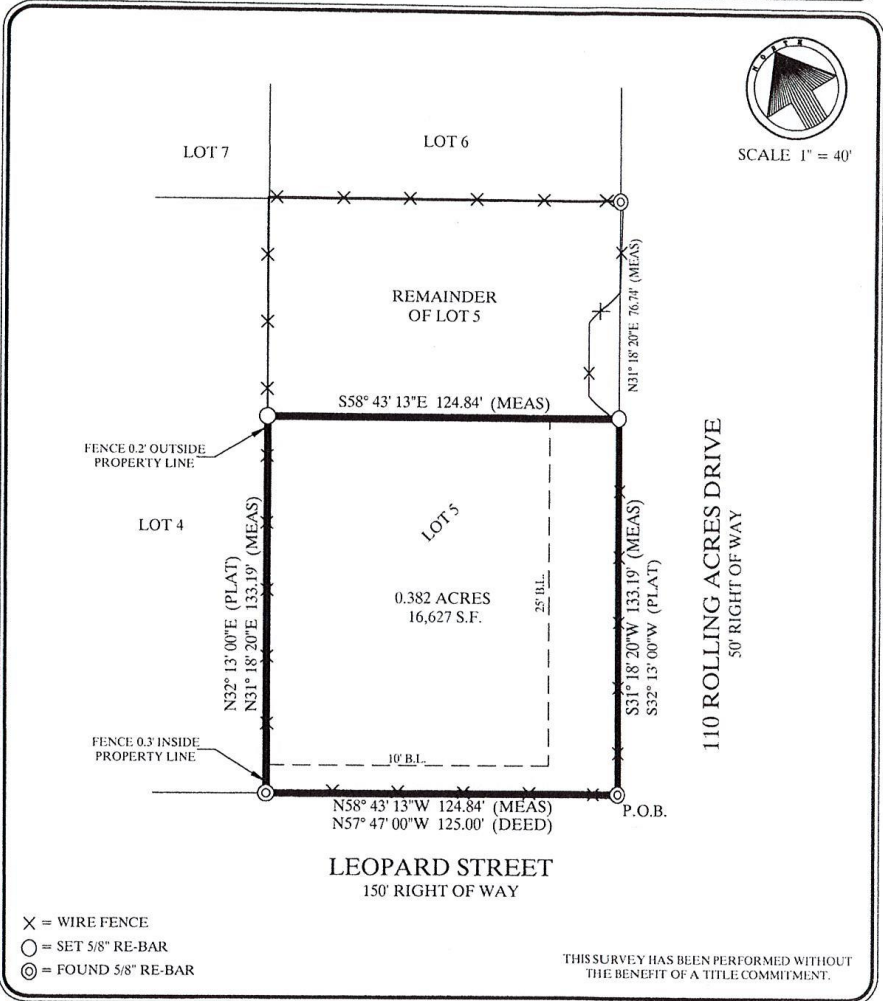 NORTH
SCALE 1" = 40'
LOT 7
LOT 6
REMAINDER
OF LOT 5
N31° 18' 20"E 76.74' (MEAS)
S58° 43' 13"E 124.84' (MEAS)
FENCE 0.2' OUTSIDE
PROPERTY LINE
LOT 4
LOT 5
0.382 ACRES
16,627 S.F.
25' B.L.
N32° 13' 00"E (PLAT)
N31° 18' 20"E 133.19' (MEAS)
S31° 18' 20"W 133.19' (MEAS)
S32° 13' 00"W (PLAT)
110 ROLLING ACRES DRIVE
50' RIGHT OF WAY
FENCE 0.3' INSIDE
PROPERTY LINE
10' B.L.
N58° 43' 13"W 124.84' (MEAS)
N57° 47' 00"W 125.00' (DEED)
P.O.B.
LEOPARD STREET
150' RIGHT OF WAY
X = WIRE FENCE
= SET 5/8" RE-BAR
= FOUND 5/8" RE-BAR
THIS SURVEY HAS BEEN PERFORMED WITHOUT
THE BENEFIT OF A TITLE COMMITMENT.